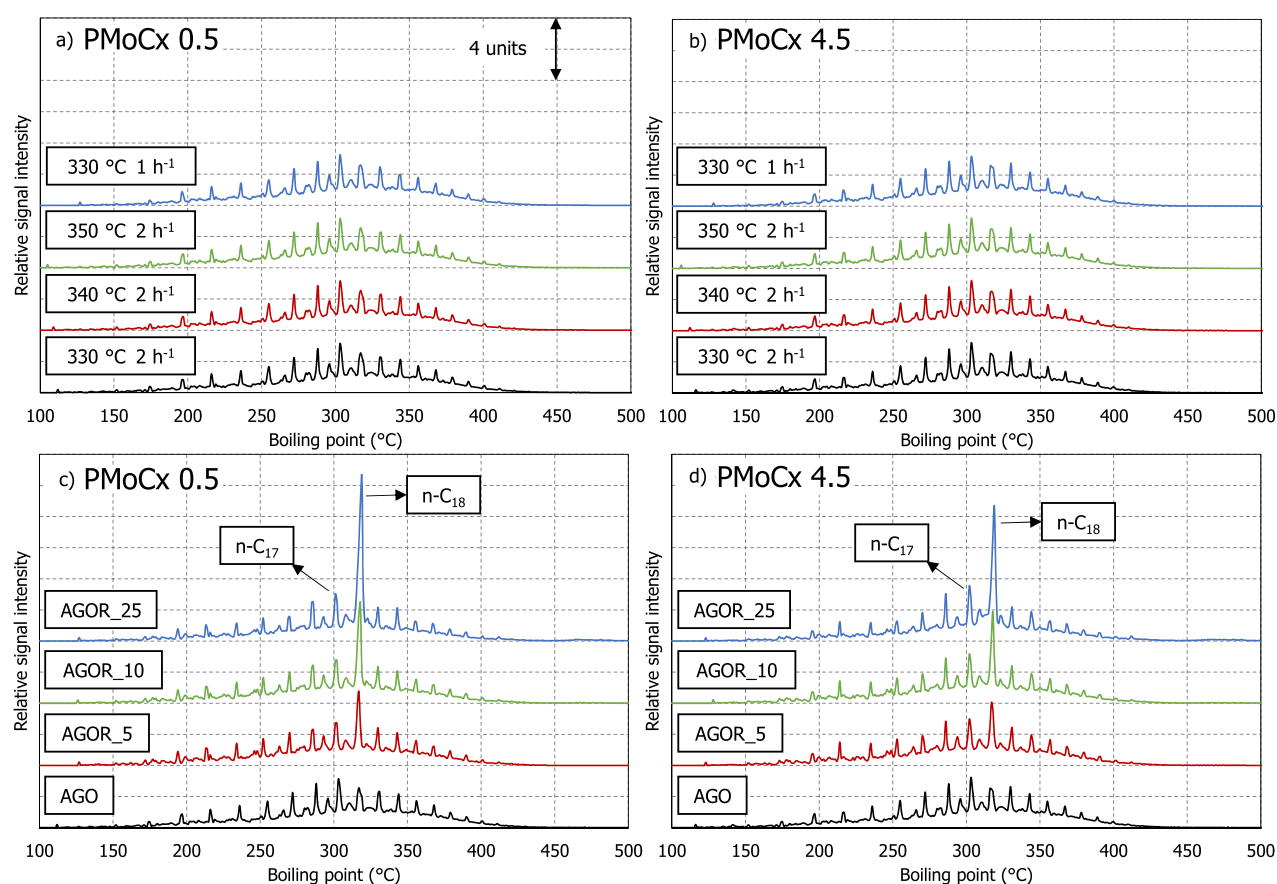 a) PMoCx 0.5
4 units
Relative signal intensity
330 °C 1 h-1
350 °C 2 h-1
340 °C 2 h-1
330 °C 2 h-1
100 150 200 250 300 350 400 450 500
Boiling point (°C)
b) PMoCx 4.5
Relative signal intensity
330 °C 1 h-1
350 °C 2 h-1
340 °C 2 h-1
330 °C 2 h-1
100 150 200 250 300 350 400 450 500
Boiling point (°C)
c) PMoCx 0.5
n-C18
n-C17
Relative signal intensity
AGOR_25
AGOR_10
AGOR_5
AGO
100 150 200 250 300 350 400 450 500
Boiling point (°C)
d) PMoCx 4.5
n-C18
n-C17
Relative signal intensity
AGOR_25
AGOR_10
AGOR_5
AGO
100 150 200 250 300 350 400 450 500
Boiling point (°C)